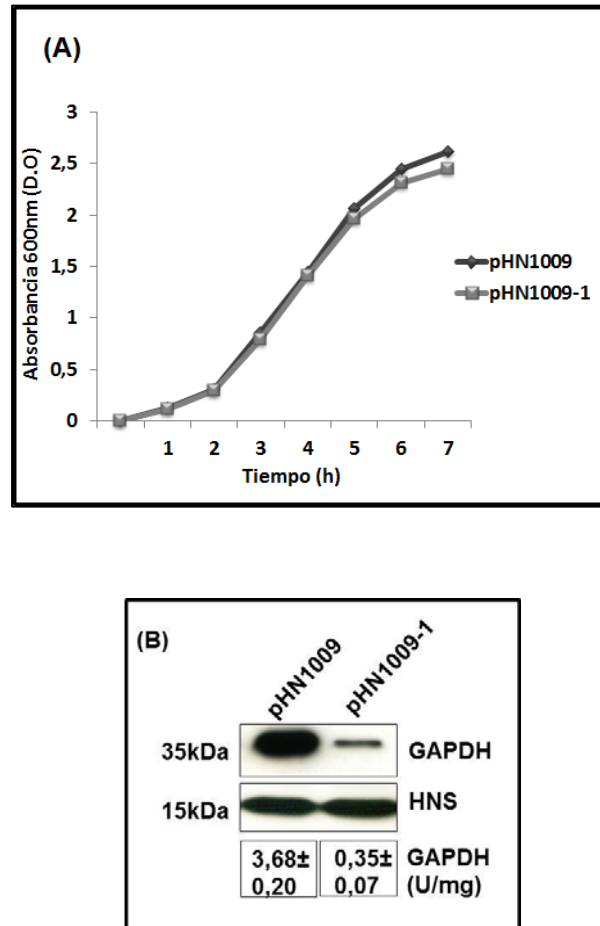 (A)
3
2,5
2
1,5
1
0,5
0
Absorbancia 600nm (D.O)
1 2 3 4 5 6 7
Tiempo (h)
pHN1009
pHN1009-1
(B)
pHN1009
pHN1009-1
35kDa
GAPDH
15kDa
HNS
3,68± 0,35± GAPDH
0,20 0,07 (U/mg)